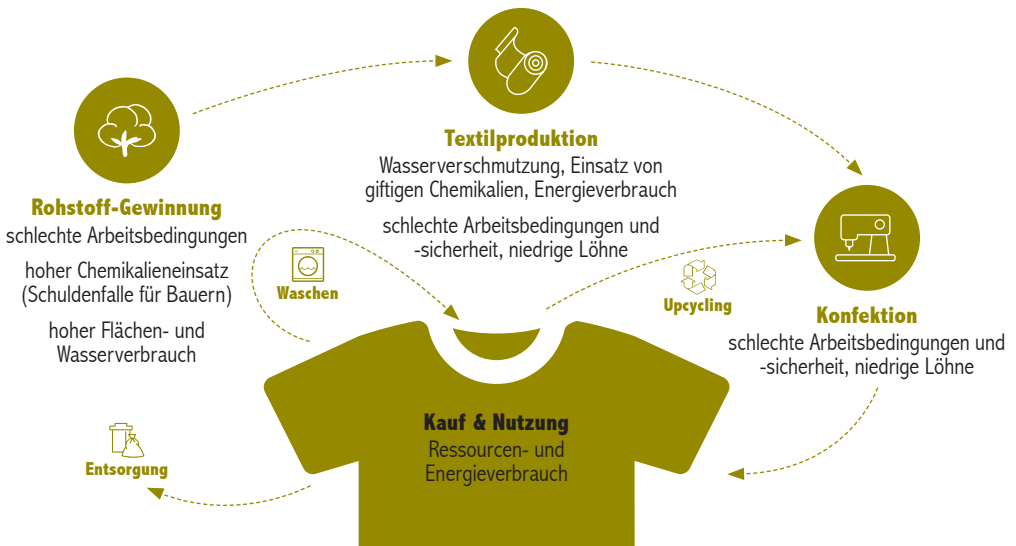 Textilproduktion
Wasserverschmutzung, Einsatz von
giftigen Chemikalien, Energieverbrauch
schlechte Arbeitsbedingungen und
-sicherheit, niedrige Löhne
Rohstoff-Gewinnung
schlechte Arbeitsbedingungen
hoher Chemikalieneinsatz
(Schuldenfalle für Bauern)
hoher Flächen- und
Wasserverbrauch
Waschen
Upcycling
Konfektion
schlechte Arbeitsbedingungen und
-sicherheit, niedrige Löhne
Kauf & Nutzung
Ressourcen- und
Energieverbrauch
Entsorgung